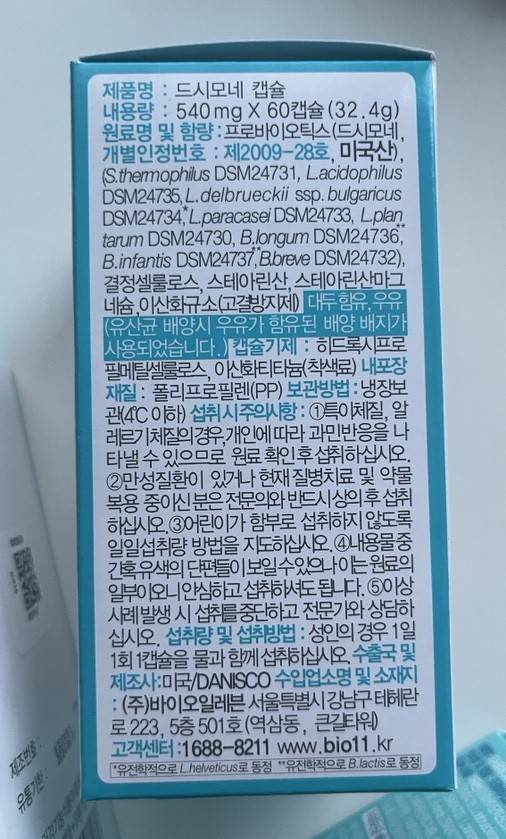 제품명 : 드시모네 캡슐
내용량 : 540mg X 60캡슐(32.4g)
원료명 및 함량 : 프로바이오틱스(드시모네,
개별인정번호 : 제2009-28호, 미국산),
(S.thermophilus DSM24731, L.acidophilus
DSM24735, L.delbrueckii ssp. bulgaricus
DSM24734,* L.paracasei DSM24733, L.plan
tarum DSM24730, B.longum DSM24736,**
B.infantis DSM24737,** B.breve DSM24732),
결정셀룰로스, 스테아린산, 스테아린산마그
네슘, 이산화규소(고결방지제) 대두 함유, 우유
(유산균 배양시 우유가 함유된 배양 배지가
사용되었습니다.) 캡슐기제 : 히드록시프로
필메틸셀룰로스, 이산화티타늄(착색료) 내포장
재질 : 폴리프로필렌(PP) 보관방법 : 냉장보
관(4℃ 이하) 섭취 시 주의사항 : ①특이체질, 알
레르기 체질의 경우, 개인에 따라 과민반응을 나
타낼 수 있으므로 원료 확인 후 섭취하십시오.
②만성질환이 있거나 현재 질병치료 및 약물
복용 중이신 분은 전문의와 반드시 상의 후 섭취
하십시오. ③어린이가 함부로 섭취하지 않도록
일일섭취량 방법을 지도하십시오. ④내용물 중
간혹 유색의 단편들이 보일 수 있으나 이는 원료의
일부이오니 안심하고 섭취하셔도 됩니다. ⑤이상
사례 발생 시 섭취를 중단하고 전문가와 상담하
십시오. 섭취량 및 섭취방법 : 성인의 경우 1일
1회 1캡슐을 물과 함께 섭취하십시오. 수출국 및
제조사 : 미국/DANISCO 수입업소명 및 소재지
: (주)바이오일레븐 서울특별시 강남구 테헤란
로 223, 5층 501호 (역삼동, 큰길타워)
고객센터 : 1688-8211 www.bio11.kr
*유전학적으로 L.helveticus로 동정 **유전학적으로 B.lactis로 동정
제조번호 :
유통기한 :